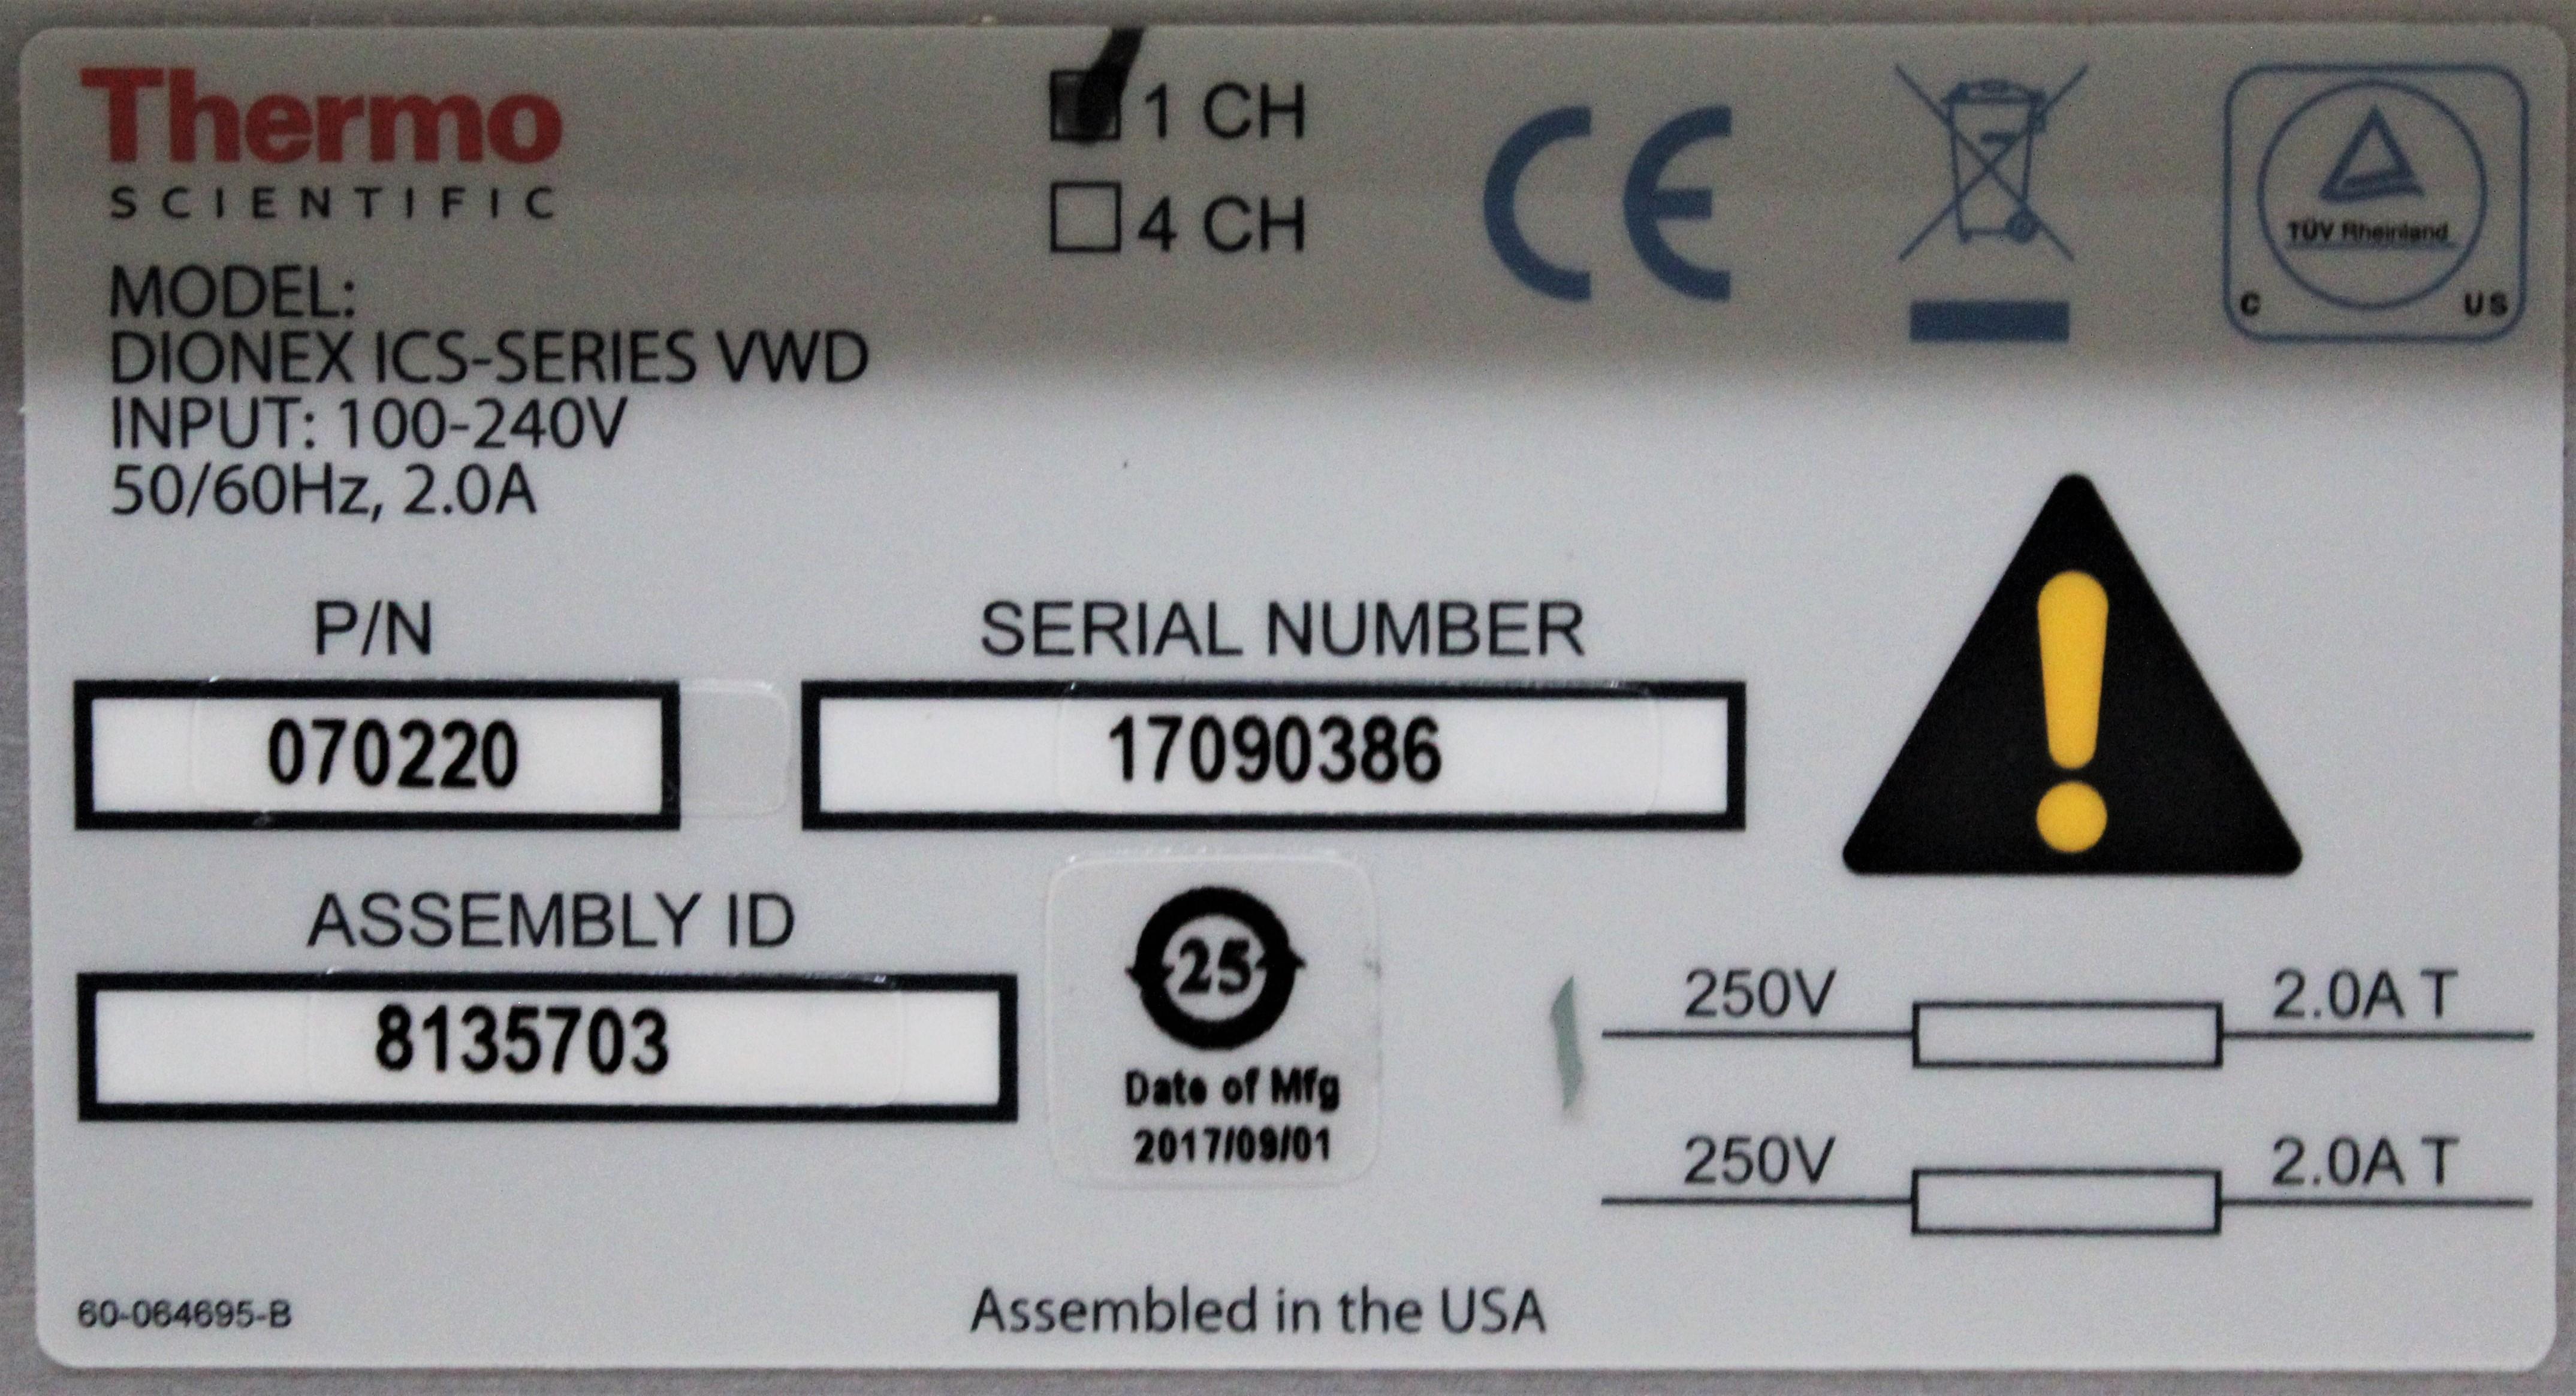 Thermo
SCIENTIFIC
1 CH
4 CH
CE
TÜV Rheinland
C US
MODEL:
DIONEX ICS-SERIES VWD
INPUT: 100-240V
50/60Hz, 2.0A
P/N
070220
SERIAL NUMBER
17090386
ASSEMBLY ID
8135703
25
Date of Mfg
2017/09/01
250V 2.0A T
250V 2.0A T
60-064695-B
Assembled in the USA